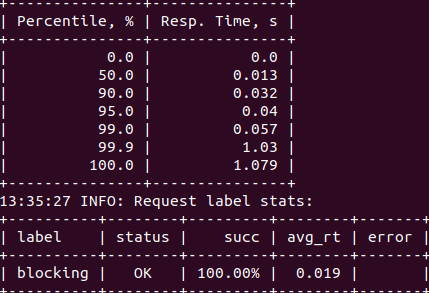 +---------------+---------------+
| Percentile, % | Resp. Time, s |
+---------------+---------------+
|           0.0 |           0.0 |
|          50.0 |         0.013 |
|          90.0 |         0.032 |
|          95.0 |          0.04 |
|          99.0 |         0.057 |
|          99.9 |          1.03 |
|         100.0 |         1.079 |
+---------------+---------------+
13:35:27 INFO: Request label stats:
+----------+--------+---------+--------+-------+
| label    | status |    succ | avg_rt | error |
+----------+--------+---------+--------+-------+
| blocking |   OK   | 100.00% |  0.019 |       |